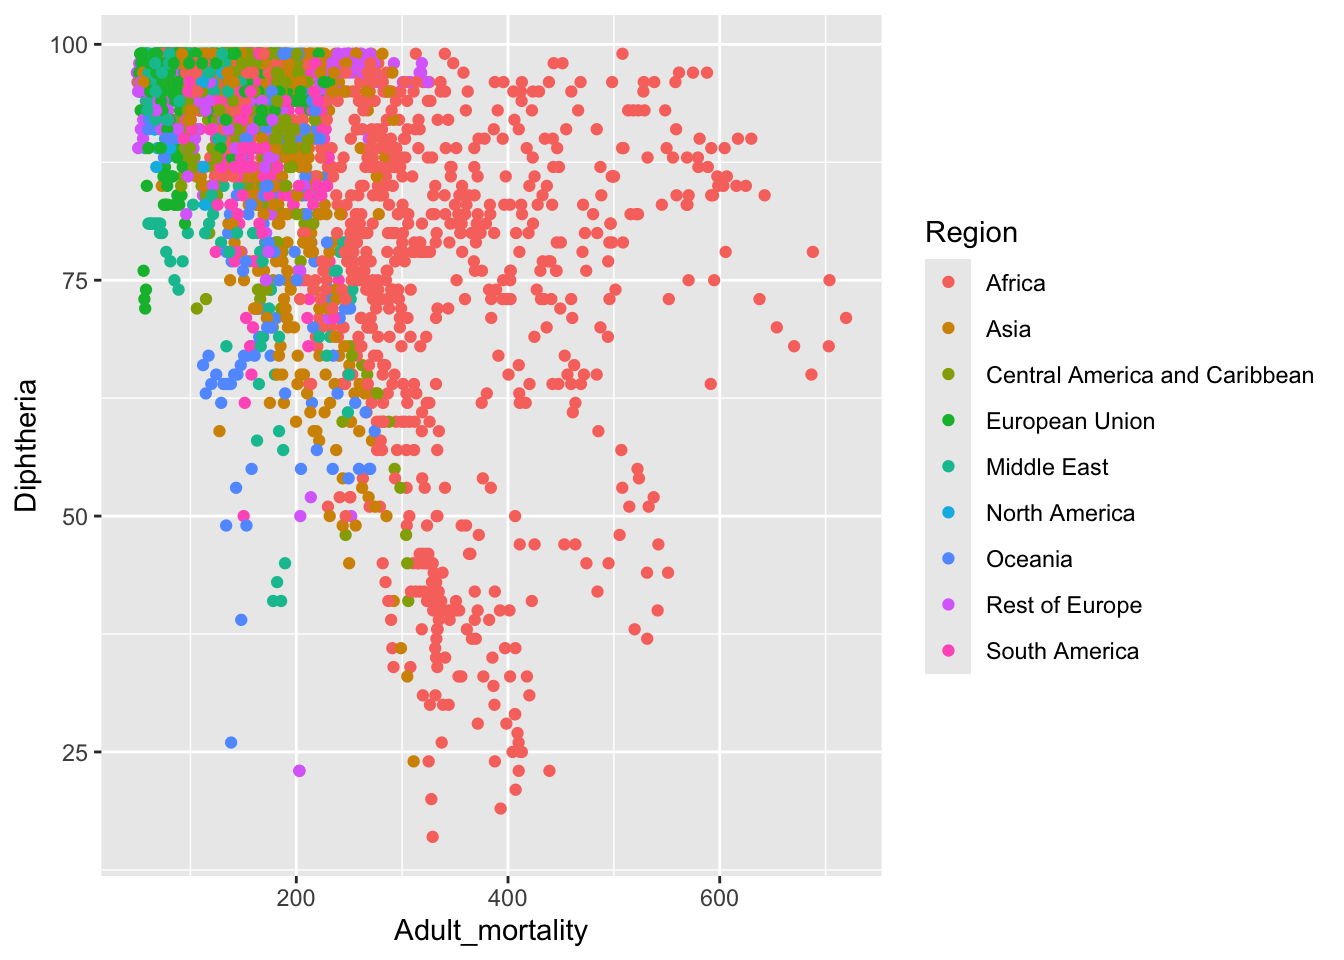 100
75
50
25
Diphtheria
200 400 600
Adult_mortality
Region
Africa
Asia
Central America and Caribbean
European Union
Middle East
North America
Oceania
Rest of Europe
South America